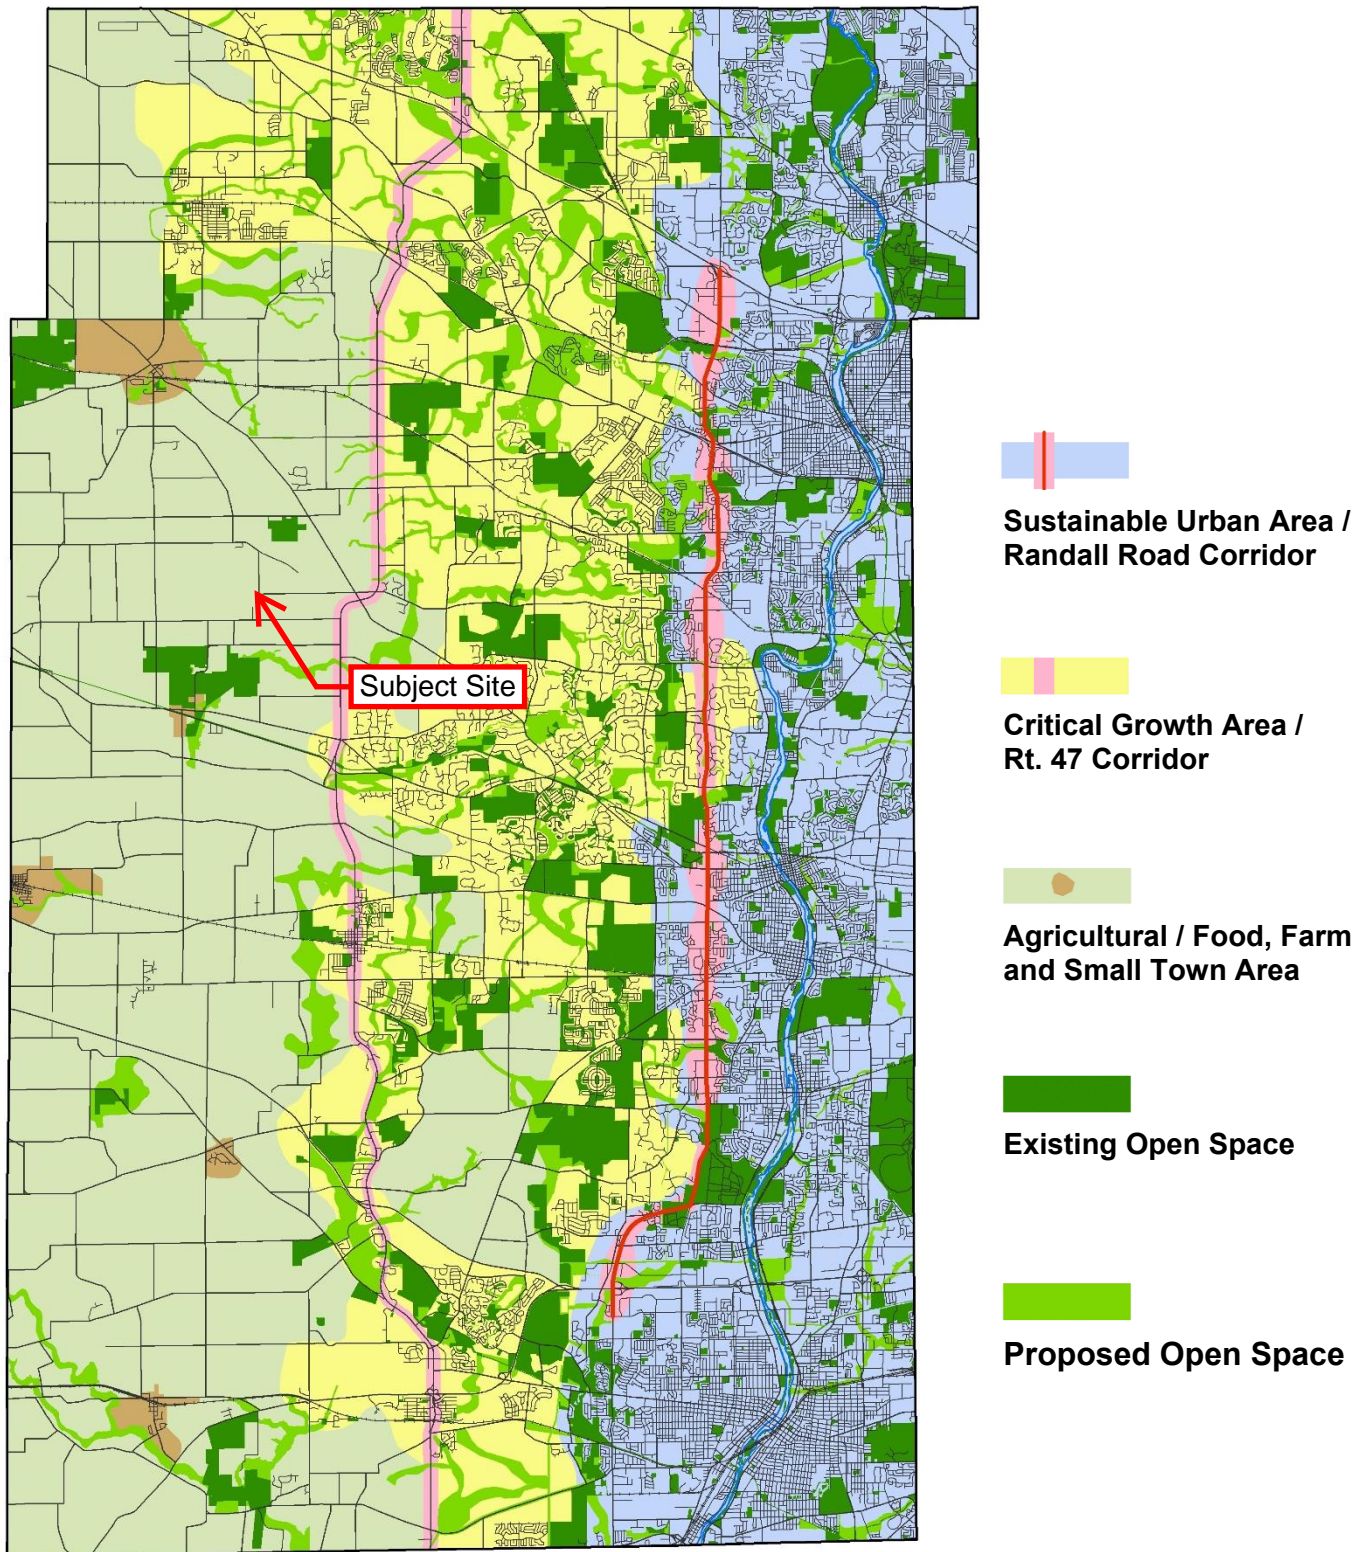 Sustainable Urban Area /
Randall Road Corridor
Subject Site
Critical Growth Area /
Rt. 47 Corridor
Agricultural / Food, Farm
and Small Town Area
Existing Open Space
Proposed Open Space